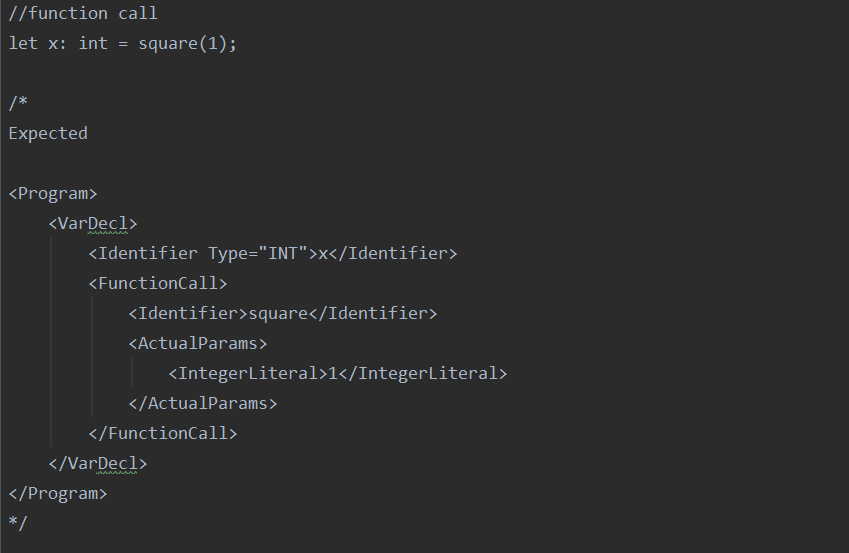 //function call
let x: int = square(1);
/*
Expected
<Program>
<VarDecl>
<Identifier Type="INT">x</Identifier>
<FunctionCall>
<Identifier>square</Identifier>
<ActualParams>
<IntegerLiteral>1</IntegerLiteral>
</ActualParams>
</FunctionCall>
</VarDecl>
</Program>
*/